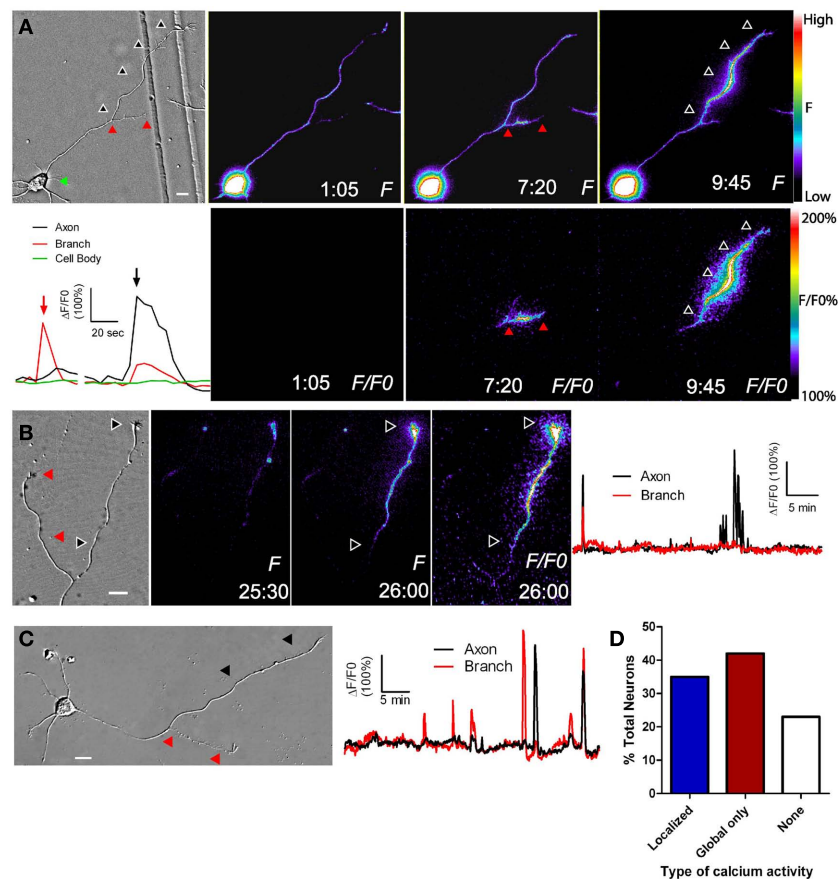 A
1:05 F
7:20 F
9:45 F
High
F
Low
Axon
Branch
Cell Body
ΔF/F0
(100%)
20 sec
1:05 F/F0
7:20 F/F0
9:45 F/F0
200%
F/F0%
100%
B
F
25:30
F
26:00
F/F0
26:00
Axon
Branch
ΔF/F0 (100%)
5 min
C
Axon
Branch
ΔF/F0
(100%)
5 min
D
% Total Neurons
50
40
30
20
10
0
Localized
Global only
None
Type of calcium activity